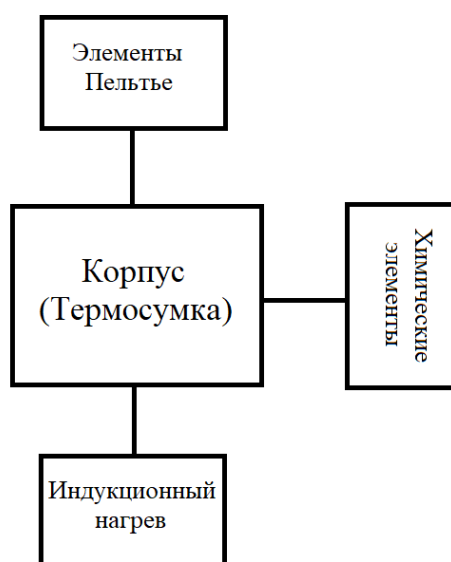 Элементы
Пельтье
Корпус
(Термосумка)
Химические
элементы
Индукционный
нагрев